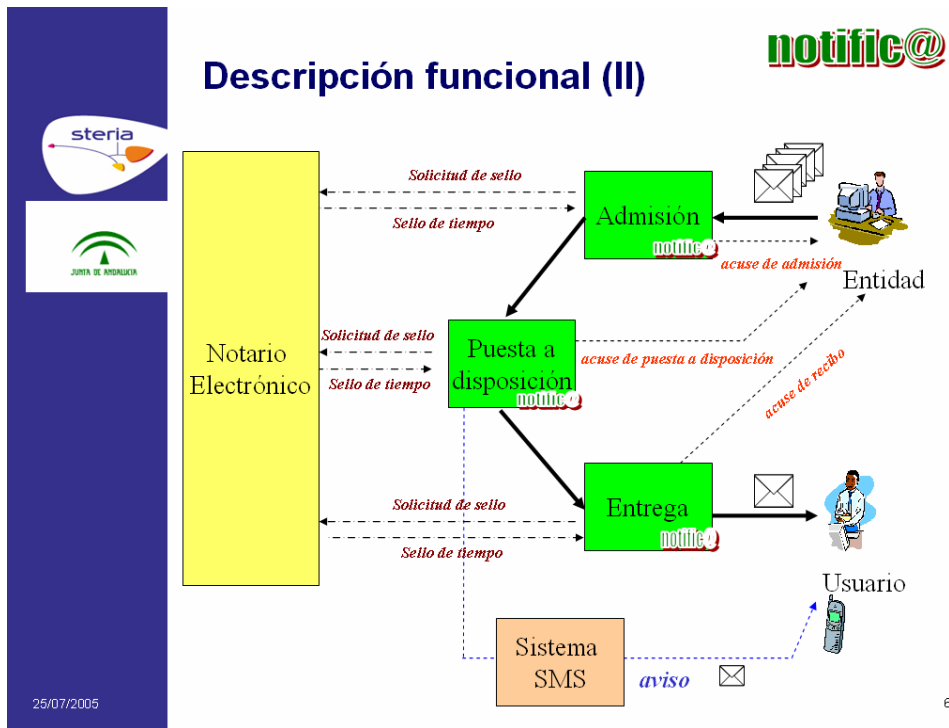 notific@
Descripción funcional (II)
steria
JUNTA DE ANDALUCIA
Solicitud de sello
Sello de tiempo
Admisión
notific@
acuse de admisión
Entidad
Notario
Electrónico
Solicitud de sello
Sello de tiempo
Puesta a
disposición
notific@
acuse de puesta a disposición
acuse de recibo
Solicitud de sello
Sello de tiempo
Entrega
notific@
Usuario
Sistema
SMS
aviso
25/07/2005
6